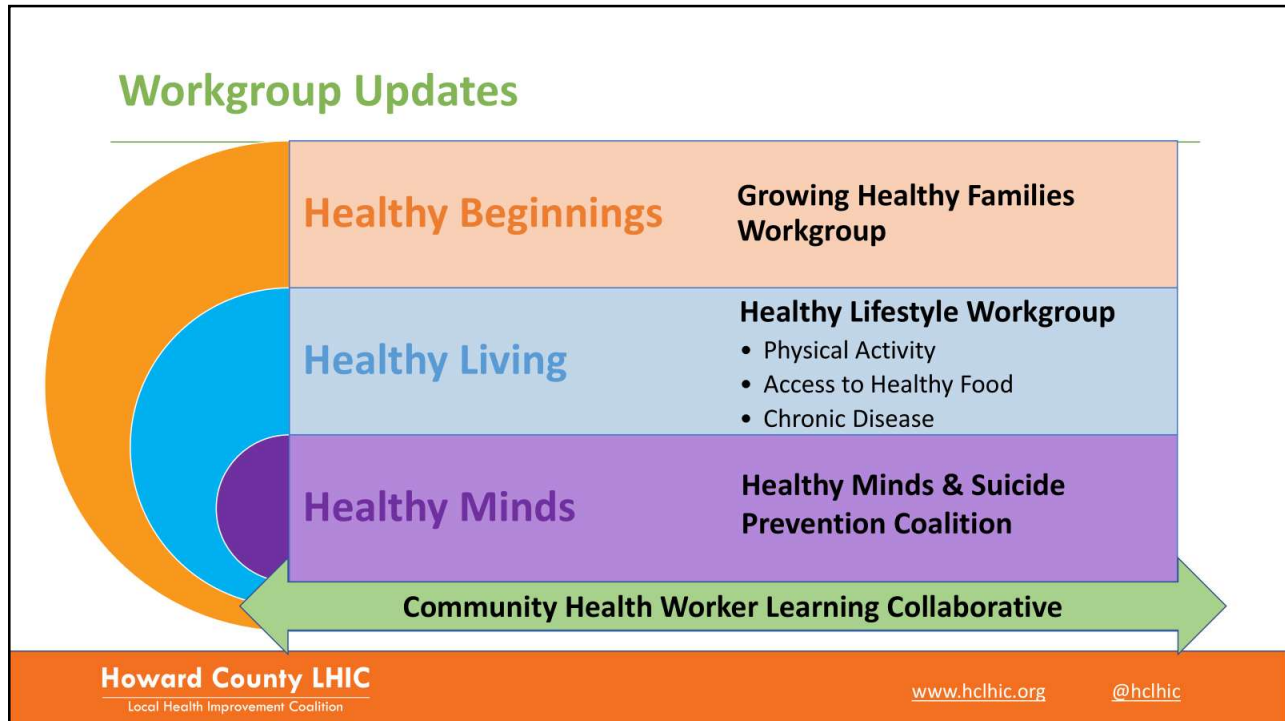 Workgroup Updates
Healthy Beginnings
Growing Healthy Families
Workgroup
Healthy Living
Healthy Lifestyle Workgroup
• Physical Activity
• Access to Healthy Food
• Chronic Disease
Healthy Minds
Healthy Minds & Suicide
Prevention Coalition
Community Health Worker Learning Collaborative
Howard County LHIC
Local Health Improvement Coalition
www.hclhic.org
@hclhic